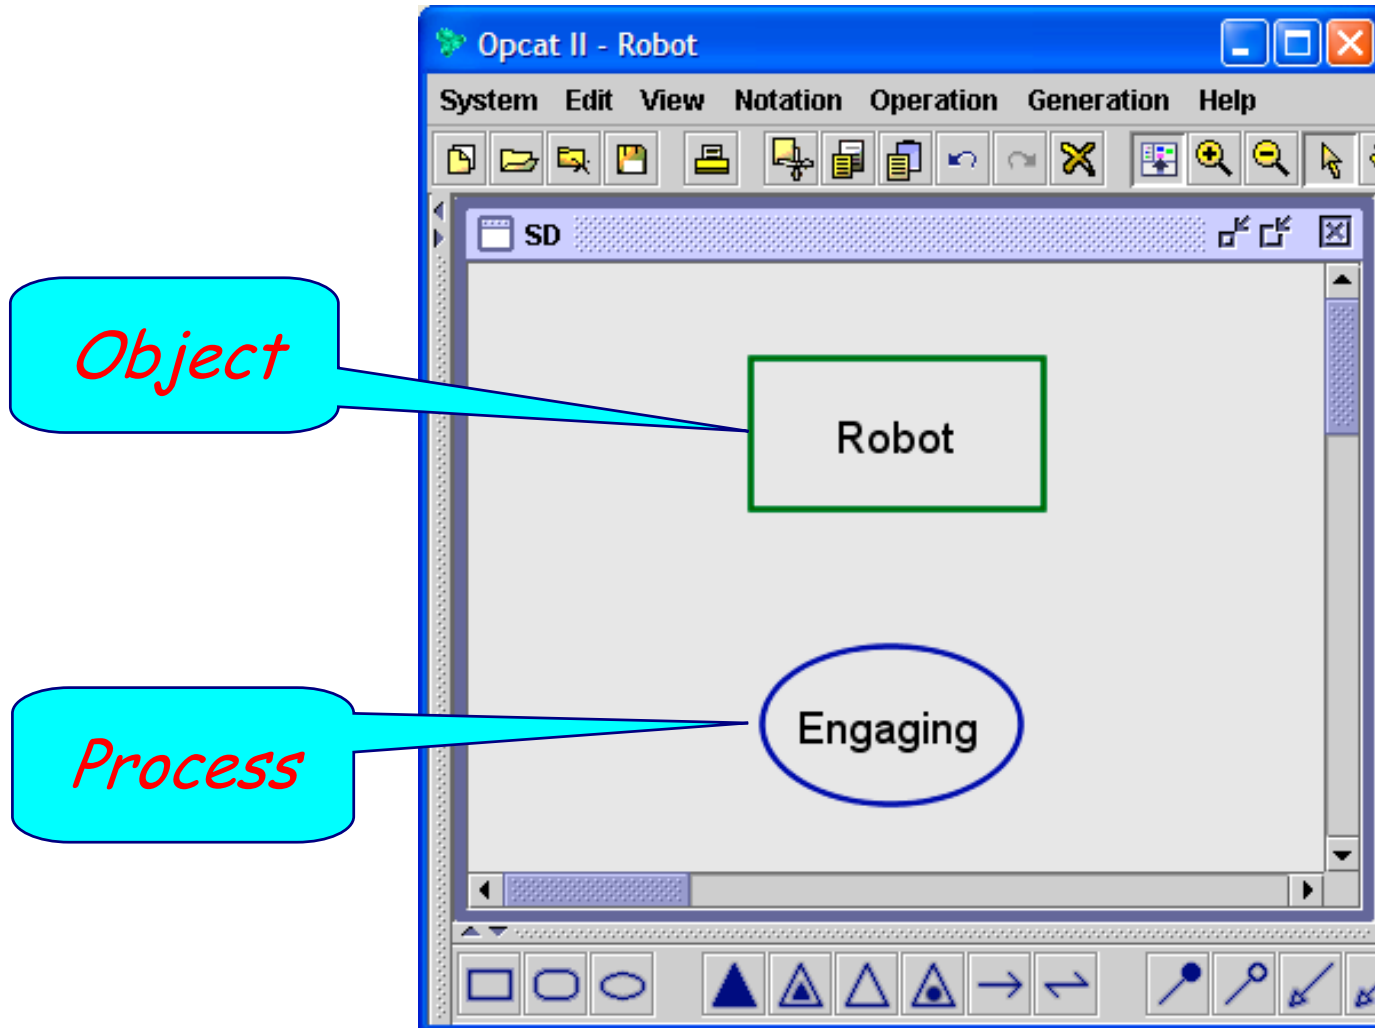 Opcat II - Robot
System Edit View Notation Operation Generation Help
SD
Object
Robot
Process
Engaging